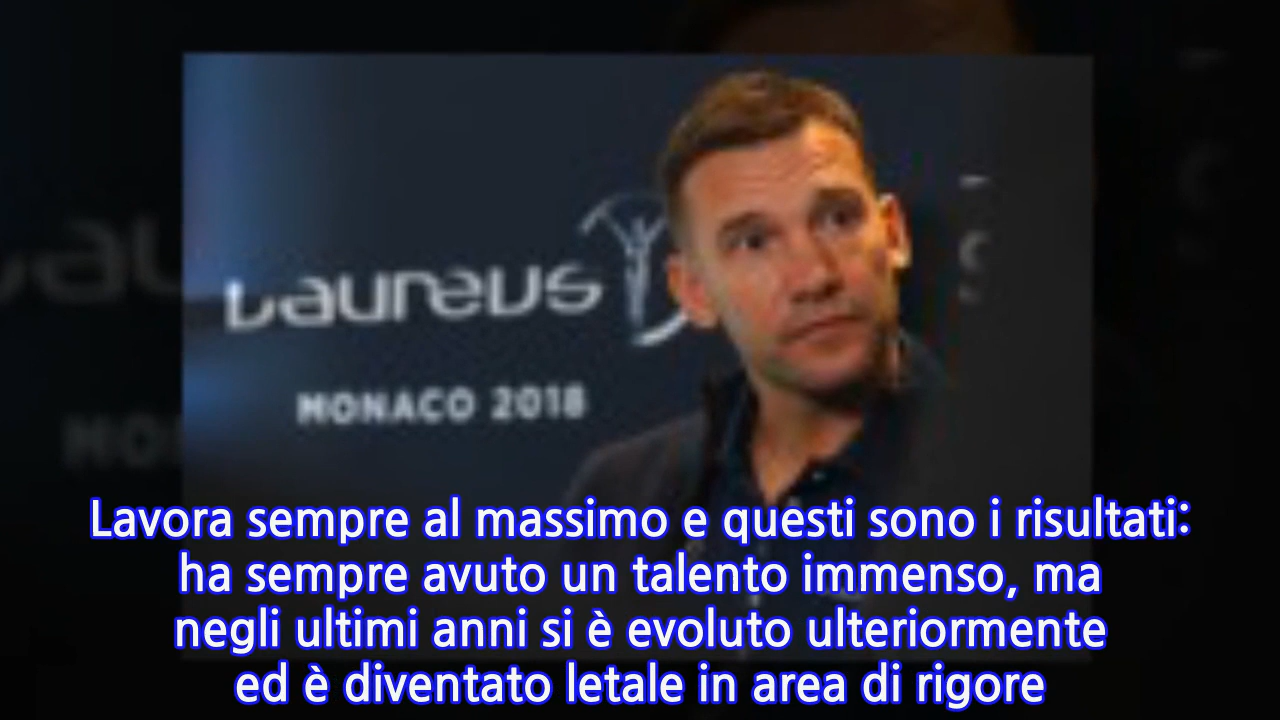 Laureus
MONACO 2018
Lavora sempre al massimo e questi sono i risultati:
ha sempre avuto un talento immenso, ma
negli ultimi anni si è evoluto ulteriormente
ed è diventato letale in area di rigore